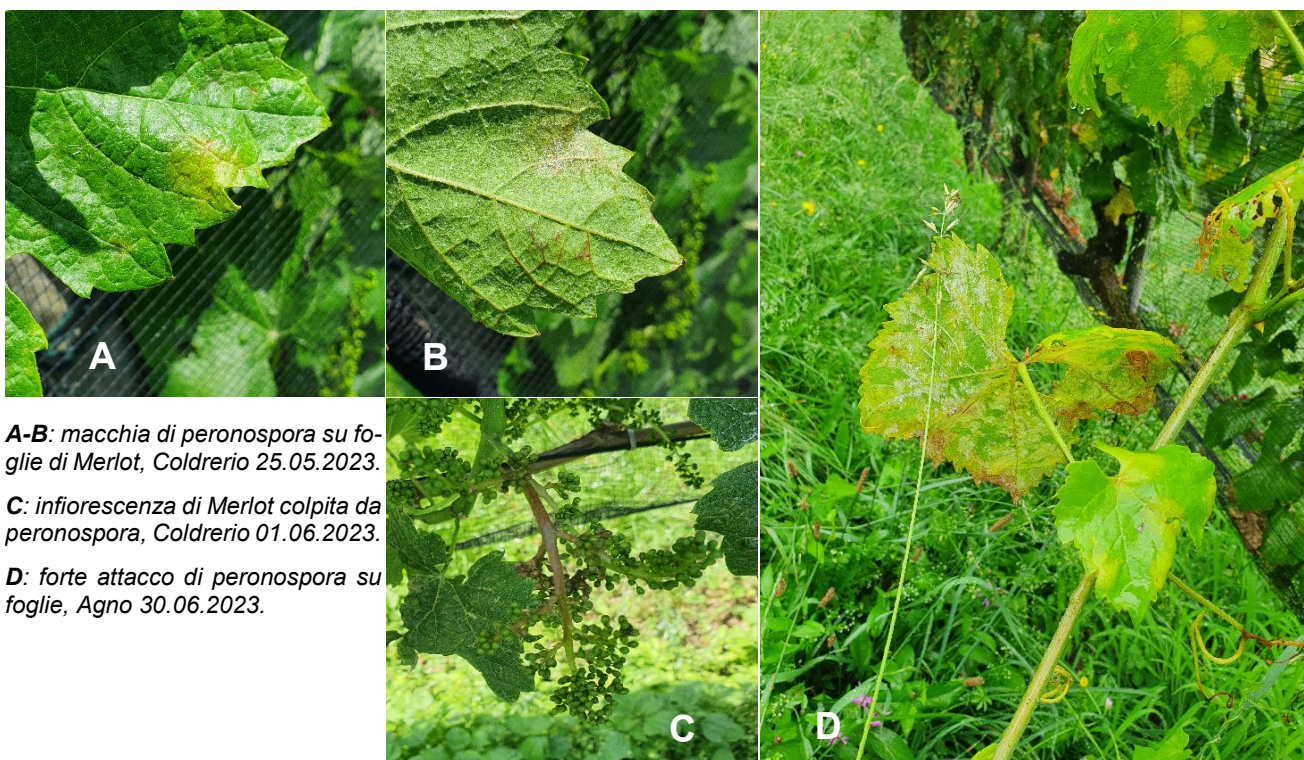 A
B
A-B: macchia di peronospora su fo-
glie di Merlot, Coldrerio 25.05.2023.
C: infiorescenza di Merlot colpita da
peronospora, Coldrerio 01.06.2023.
D: forte attacco di peronospora su
foglie, Agno 30.06.2023.
C
D